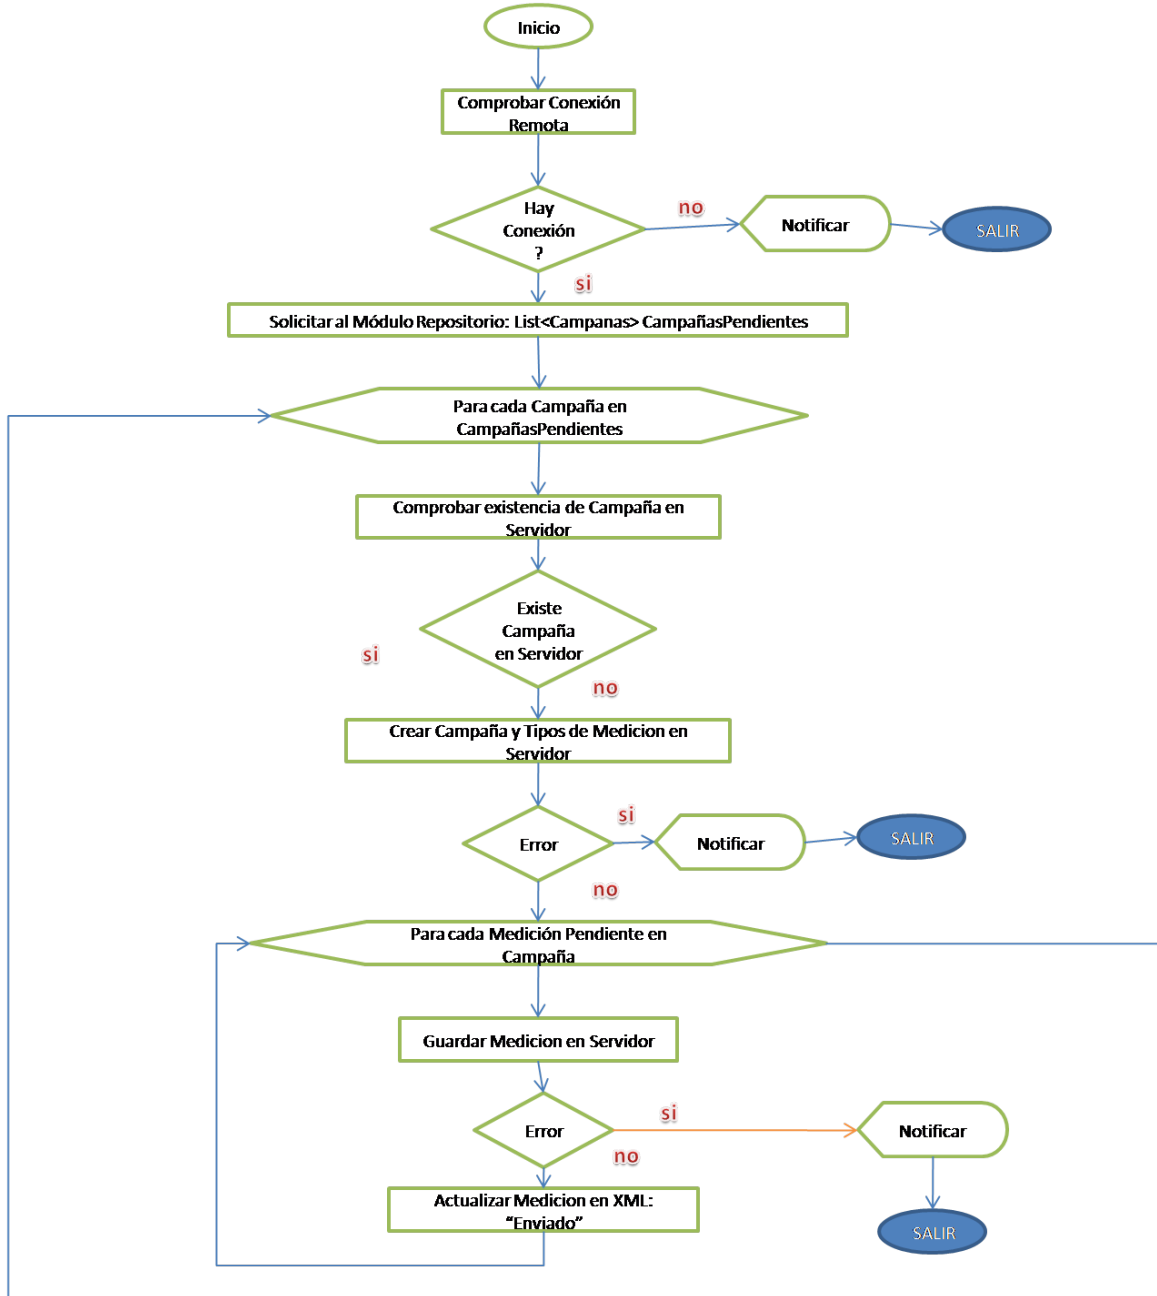 Inicio
Comprobar Conexión
Remota
Hay
Conexión
?
no
Notificar
SALIR
si
Solicitar al Módulo Repositorio: List<Campanas> CampañasPendientes
Para cada Campaña en
CampañasPendientes
Comprobar existencia de Campaña en
Servidor
Existe
Campaña
en Servidor
si
no
Crear Campaña y Tipos de Medicion en
Servidor
Error
si
Notificar
SALIR
no
Para cada Medición Pendiente en
Campaña
Guardar Medicion en Servidor
Error
si
Notificar
no
Actualizar Medicion en XML:
“Enviado”
SALIR